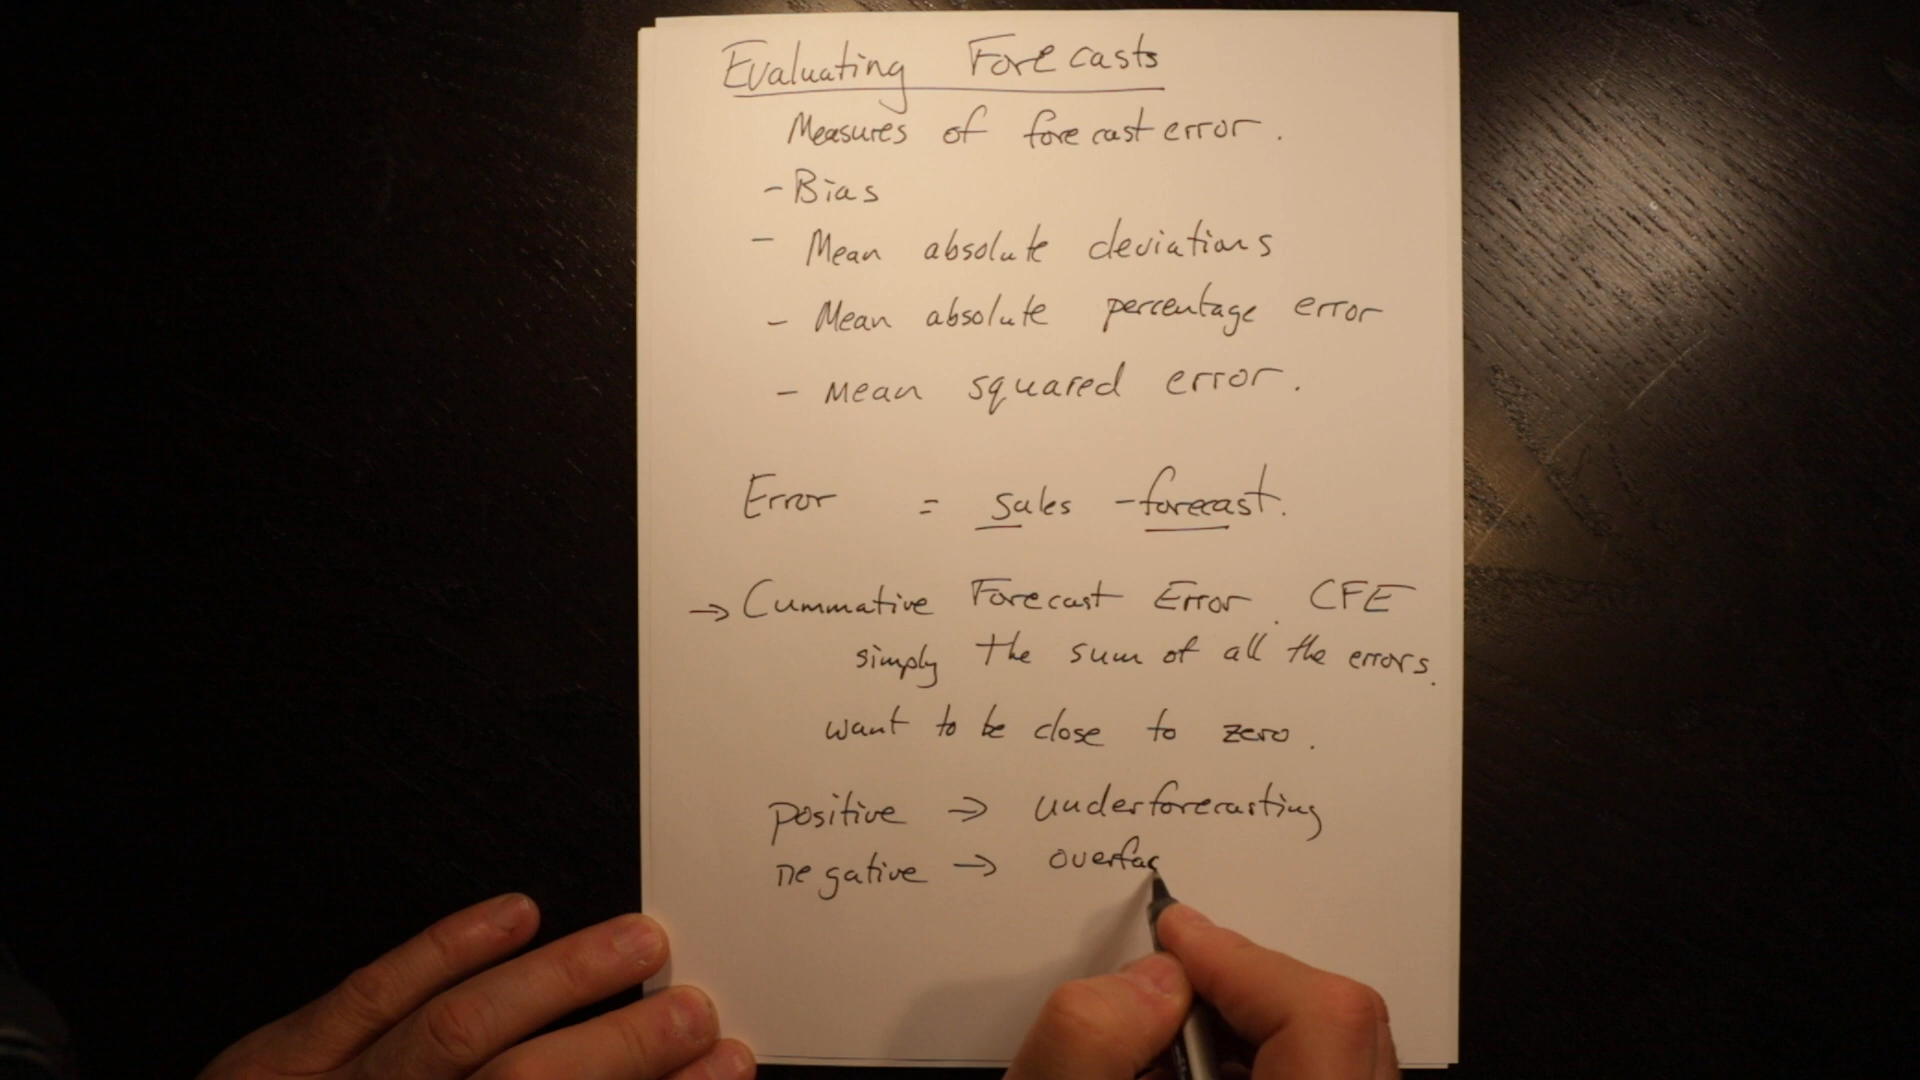 Evaluating Forecasts
Measures of forecast error.
- Bias
- Mean absolute deviations
- Mean absolute percentage error
- Mean squared error.
Error = sales - forecast.
→ Cummative Forecast Error. CFE
simply the sum of all the errors.
want to be close to zero.
positive → underforecasting
negative → overfoc